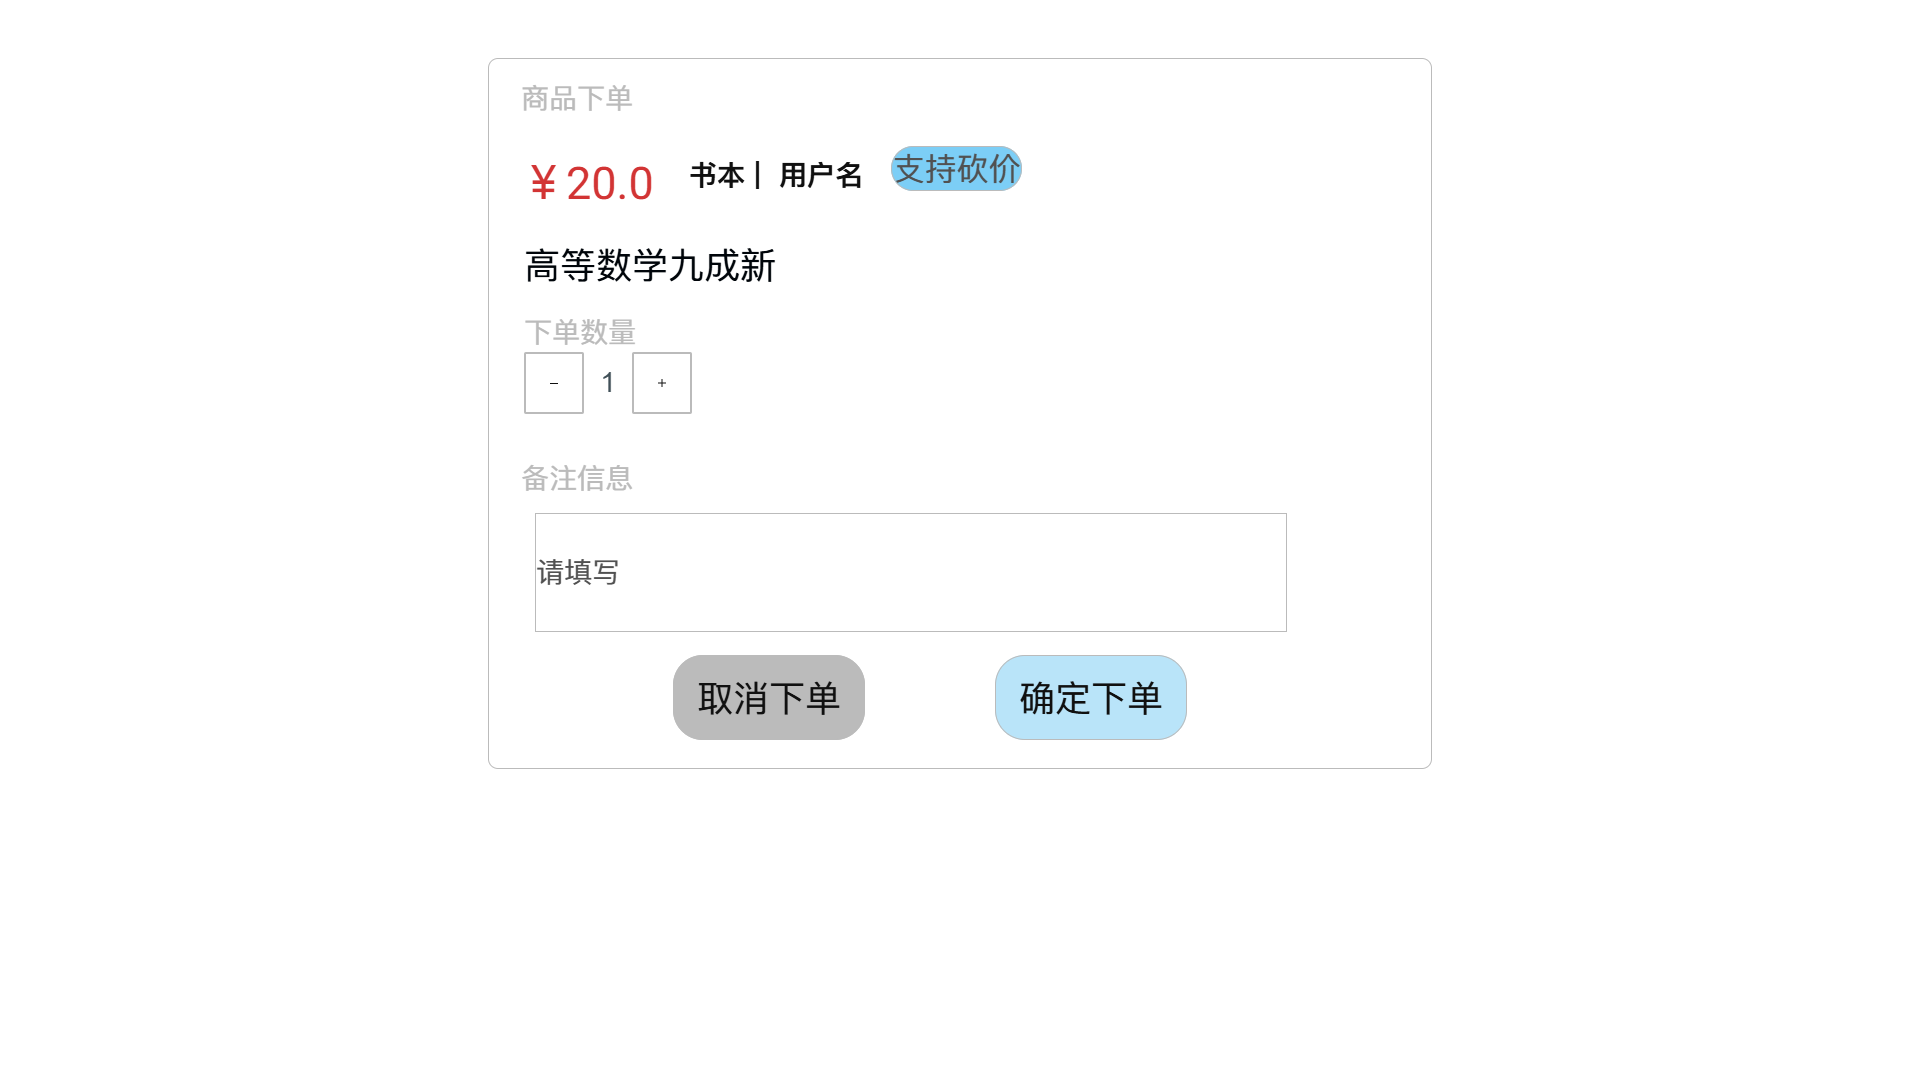 商品下单
¥ 20.0 书本 | 用户名 支持砍价
高等数学九成新
下单数量
- 1 +
备注信息
请填写
取消下单 确定下单